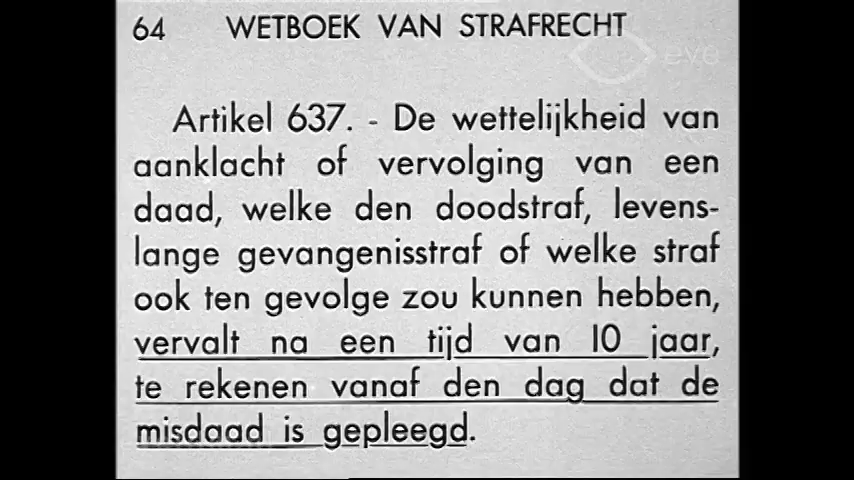 64 WETBOEK VAN STRAFRECHT
eye
Artikel 637. - De wettelijkheid van
aanklacht of vervolging van een
daad, welke den doodstraf, levens-
lange gevangenisstraf of welke straf
ook ten gevolge zou kunnen hebben,
vervalt na een tijd van 10 jaar,
te rekenen vanaf den dag dat de
misdaad is gepleegd.